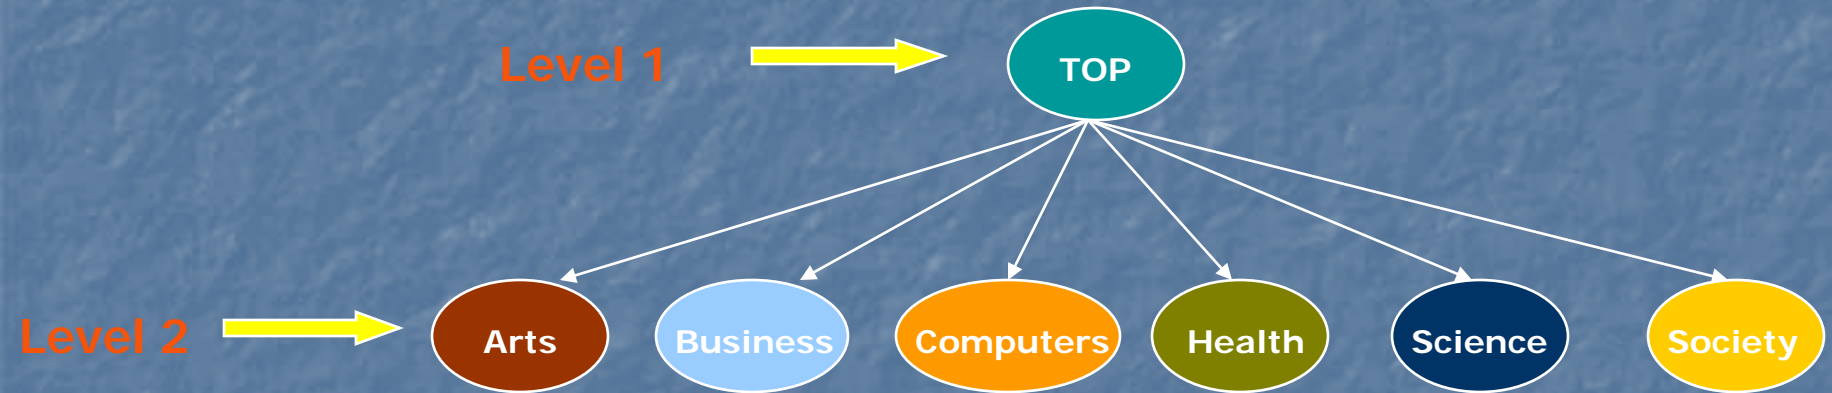 Level 1
TOP
Level 2
Arts
Business
Computers
Health
Science
Society